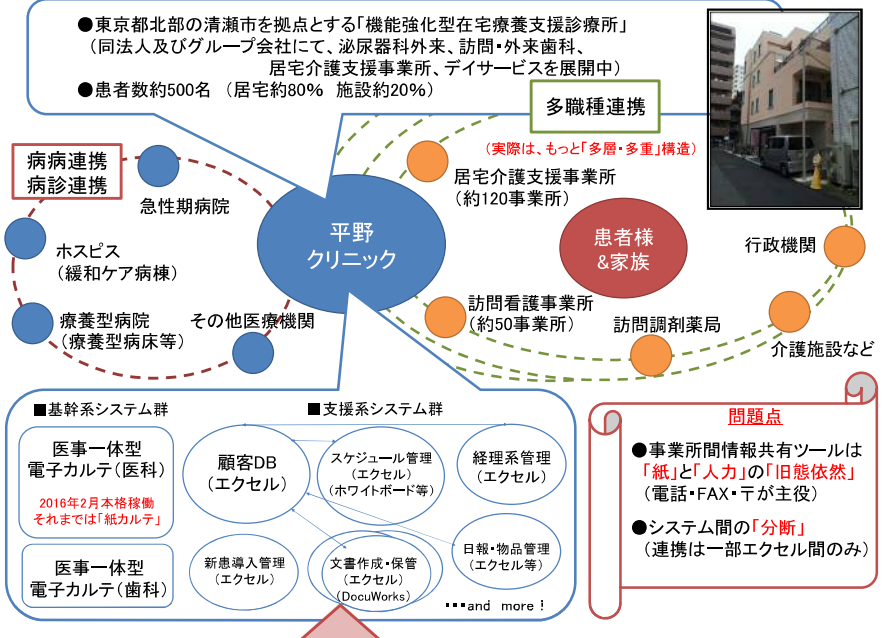 ●東京都北部の清瀬市を拠点とする「機能強化型在宅療養支援診療所」
（同法人及びグループ会社にて、泌尿器科外来、訪問・外来歯科、
居宅介護支援事業所、デイサービスを展開中）
●患者数約500名 （居宅約80% 施設約20%）
多職種連携
（実際は、もっと「多層・多重」構造）
病病連携
病診連携
急性期病院
ホスピス
（緩和ケア病棟）
療養型病院
（療養型病床等）
その他医療機関
平野
クリニック
居宅介護支援事業所
（約120事業所）
患者様
&家族
行政機関
訪問看護事業所
（約50事業所）
訪問調剤薬局
介護施設など
■基幹系システム群
■支援系システム群
医事一体型
電子カルテ（医科）
2016年2月本格稼働
それまでは「紙カルテ」
医事一体型
電子カルテ（歯科）
顧客DB
（エクセル）
スケジュール管理
（エクセル）
（ホワイトボード等）
経理系管理
（エクセル）
新患導入管理
（エクセル）
文書作成・保管
（エクセル）
（DocuWorks）
日報・物品管理
（エクセル等）
・・・and more！
問題点
●事業所間情報共有ツールは
「紙」と「人力」の「旧態依然」
（電話・FAX・〒が主役）
●システム間の「分断」
（連携は一部エクセル間のみ）